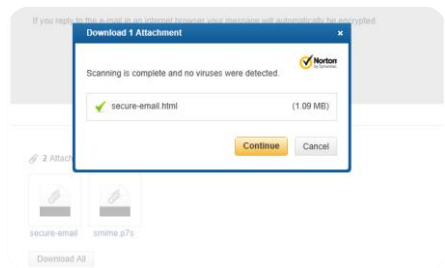 If you reply to the e-mail in an internet browser your message will automatically be encrypted.
Download 1 Attachment
×
Norton
by Symantec
Scanning is complete and no viruses were detected.
secure-email.html (1.09 MB)
Continue Cancel
2 Attach
secure-email smime.p7s
Download All